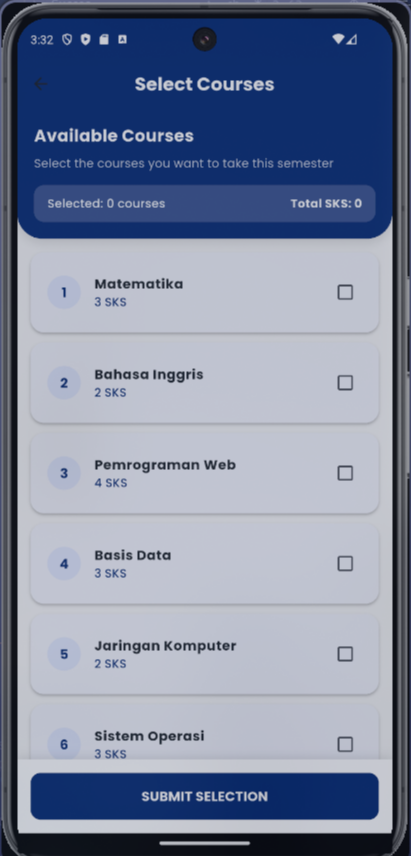 3:32
Select Courses
Available Courses
Select the courses you want to take this semester
Selected: 0 courses Total SKS: 0
1 Matematika
3 SKS
2 Bahasa Inggris
2 SKS
3 Pemrograman Web
4 SKS
4 Basis Data
3 SKS
5 Jaringan Komputer
2 SKS
6 Sistem Operasi
3 SKS
SUBMIT SELECTION